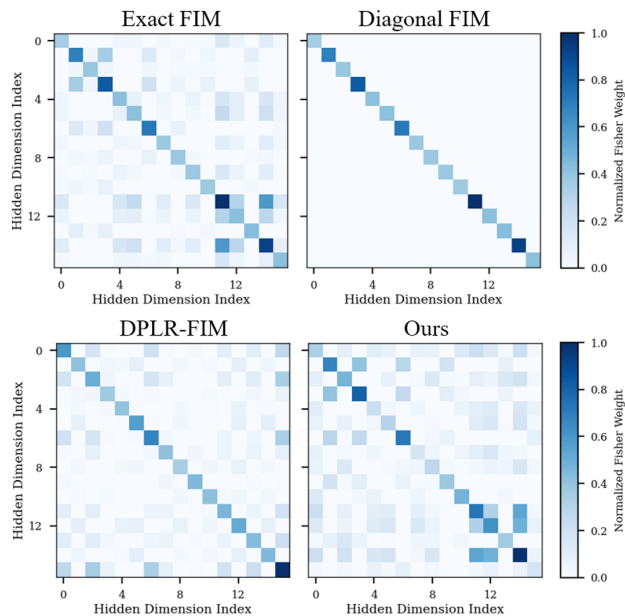 Exact FIM
Diagonal FIM
0
4
8
12
Hidden Dimension Index
0 4 8 12
Hidden Dimension Index
0 4 8 12
Hidden Dimension Index
1.0
0.8
0.6
0.4
0.2
0.0
Normalized Fisher Weight
DPLR-FIM
Ours
0
4
8
12
Hidden Dimension Index
0 4 8 12
Hidden Dimension Index
0 4 8 12
Hidden Dimension Index
1.0
0.8
0.6
0.4
0.2
0.0
Normalized Fisher Weight